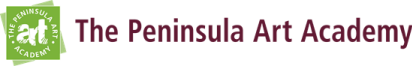 THE PENINSULA ART
art
ACADEMY
The Peninsula Art Academy